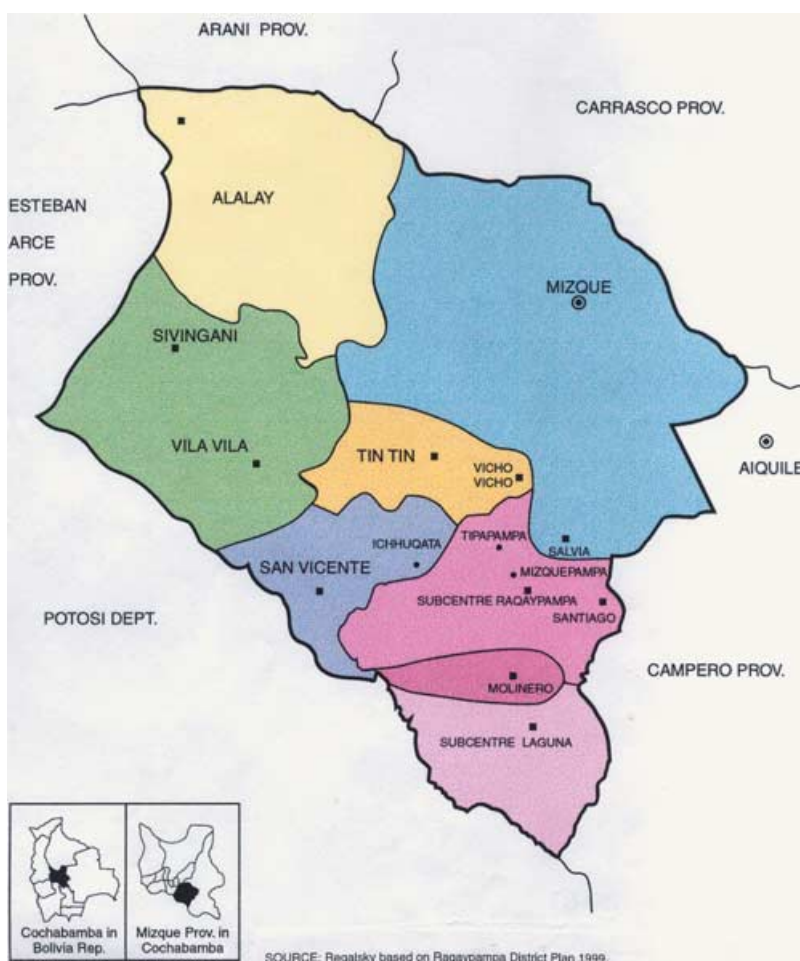 ARANI PROV.
CARRASCO PROV.
ESTEBAN
ARCE
PROV.
ALALAY
MIZQUE
SIVINGANI
VILA VILA
TIN TIN
VICHO
VICHO
AIQUILE
ICHHUQATA
TIPAPAMPA
SALVIA
SAN VICENTE
MIZQUEPAMPA
SUBCENTRE RAQAYPAMPA
SANTIAGO
POTOSI DEPT.
CAMPERO PROV.
MOLINERO
SUBCENTRE LAGUNA
Cochabamba in
Bolivia Rep.
Mizque Prov. in
Cochabamba
SOURCE: Regalsky based on Raqaypampa District Plan 1999.